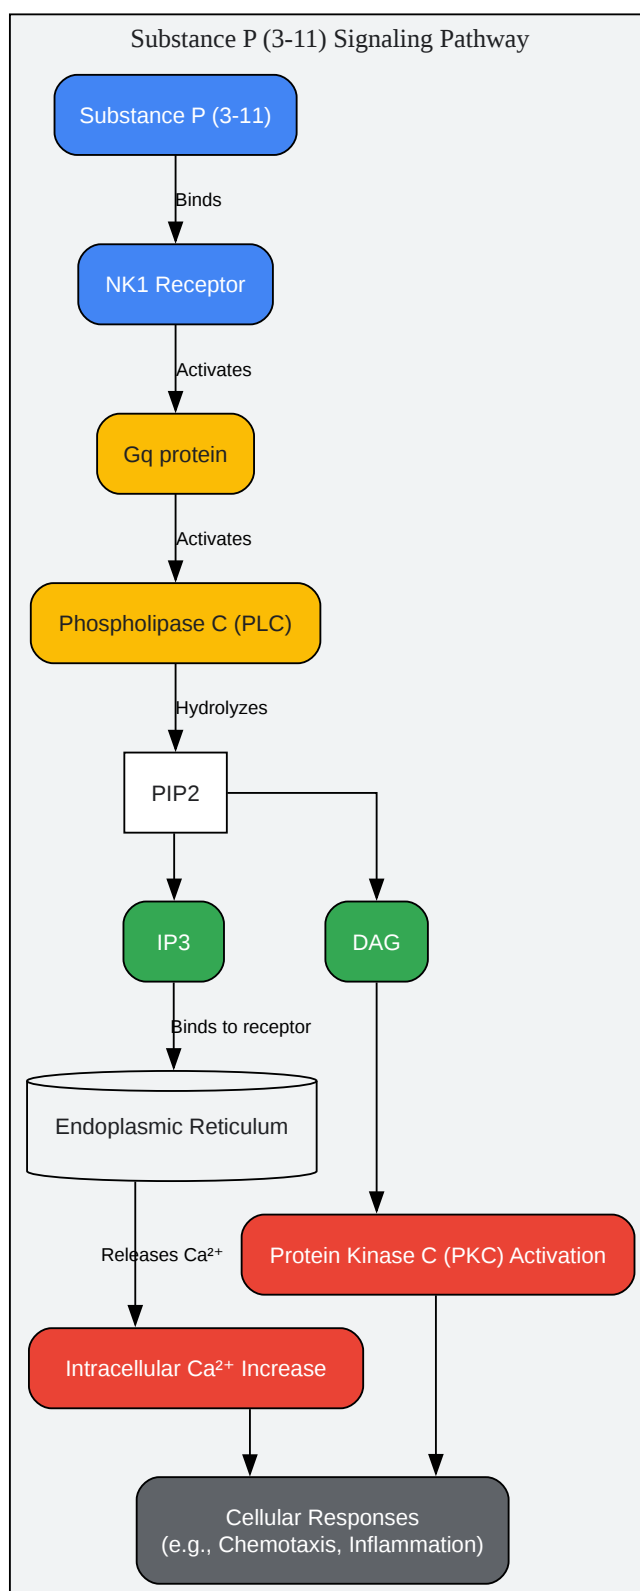 Substance P (3-11) Signaling Pathway
Substance P (3-11)
Binds
NK1 Receptor
Activates
Gq protein
Activates
Phospholipase C (PLC)
Hydrolyzes
PIP2
IP3
DAG
Binds to receptor
Endoplasmic Reticulum
Releases Ca²⁺
Protein Kinase C (PKC) Activation
Intracellular Ca²⁺ Increase
Cellular Responses
(e.g., Chemotaxis, Inflammation)